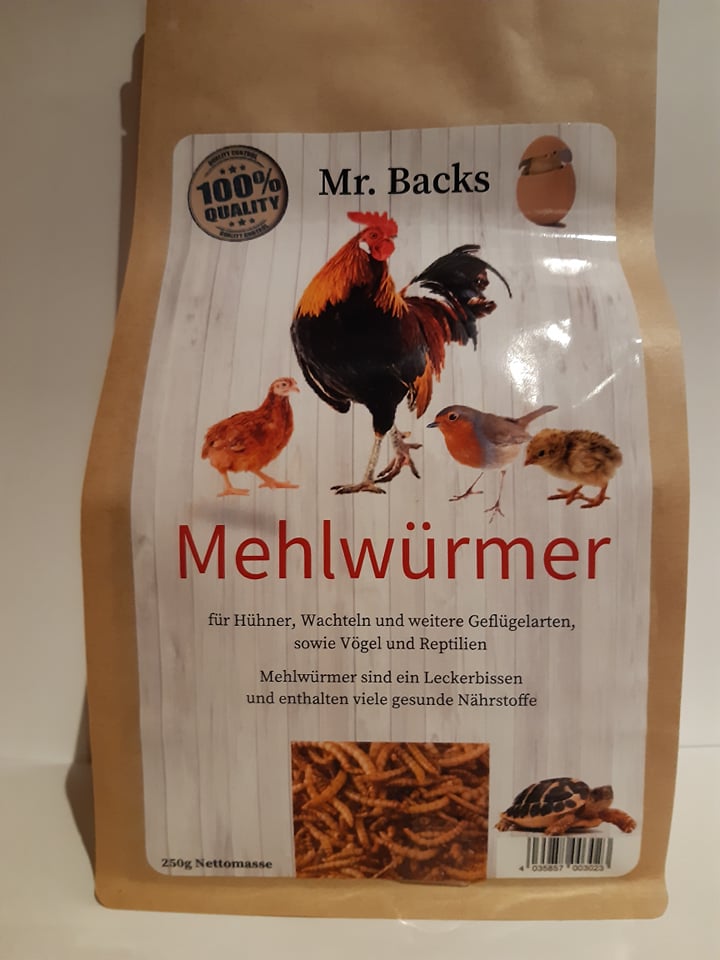 QUALITY CONTROL
100%
QUALITY
QUALITY CONTROL
Mr. Backs
Mehlwürmer
für Hühner, Wachteln und weitere Geflügelarten,
sowie Vögel und Reptilien
Mehlwürmer sind ein Leckerbissen
und enthalten viele gesunde Nährstoffe
250g Nettomasse
4 035857 003023